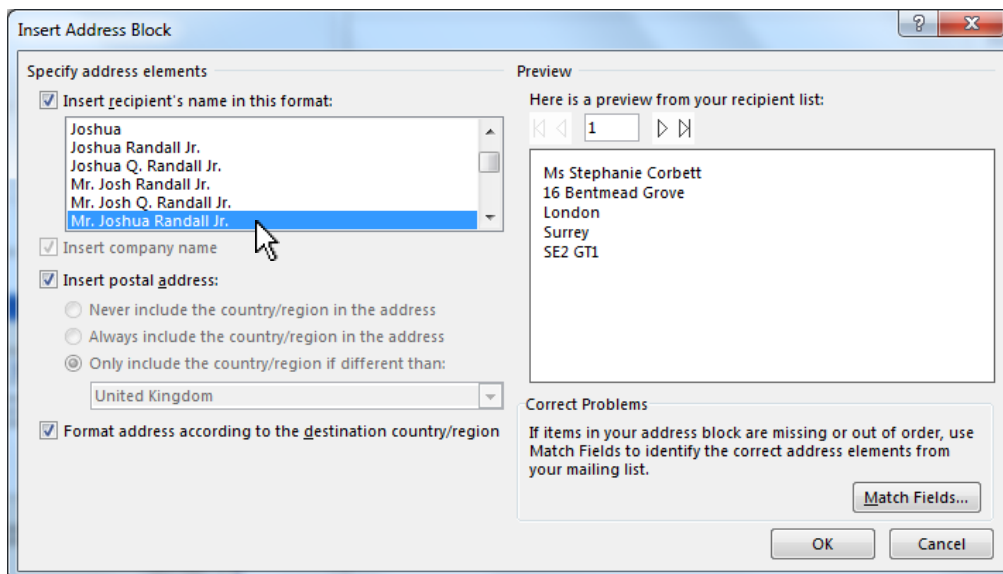 Insert Address Block
Specify address elements
Insert recipient's name in this format:
Joshua
Joshua Randall Jr.
Joshua Q. Randall Jr.
Mr. Josh Randall Jr.
Mr. Josh Q. Randall Jr.
Mr. Joshua Randall Jr.
Insert company name
Insert postal address:
Never include the country/region in the address
Always include the country/region in the address
Only include the country/region if different than:
United Kingdom
Format address according to the destination country/region
Preview
Here is a preview from your recipient list:
1
Ms Stephanie Corbett
16 Bentmead Grove
London
Surrey
SE2 GT1
Correct Problems
If items in your address block are missing or out of order, use
Match Fields to identify the correct address elements from
your mailing list.
Match Fields...
OK
Cancel